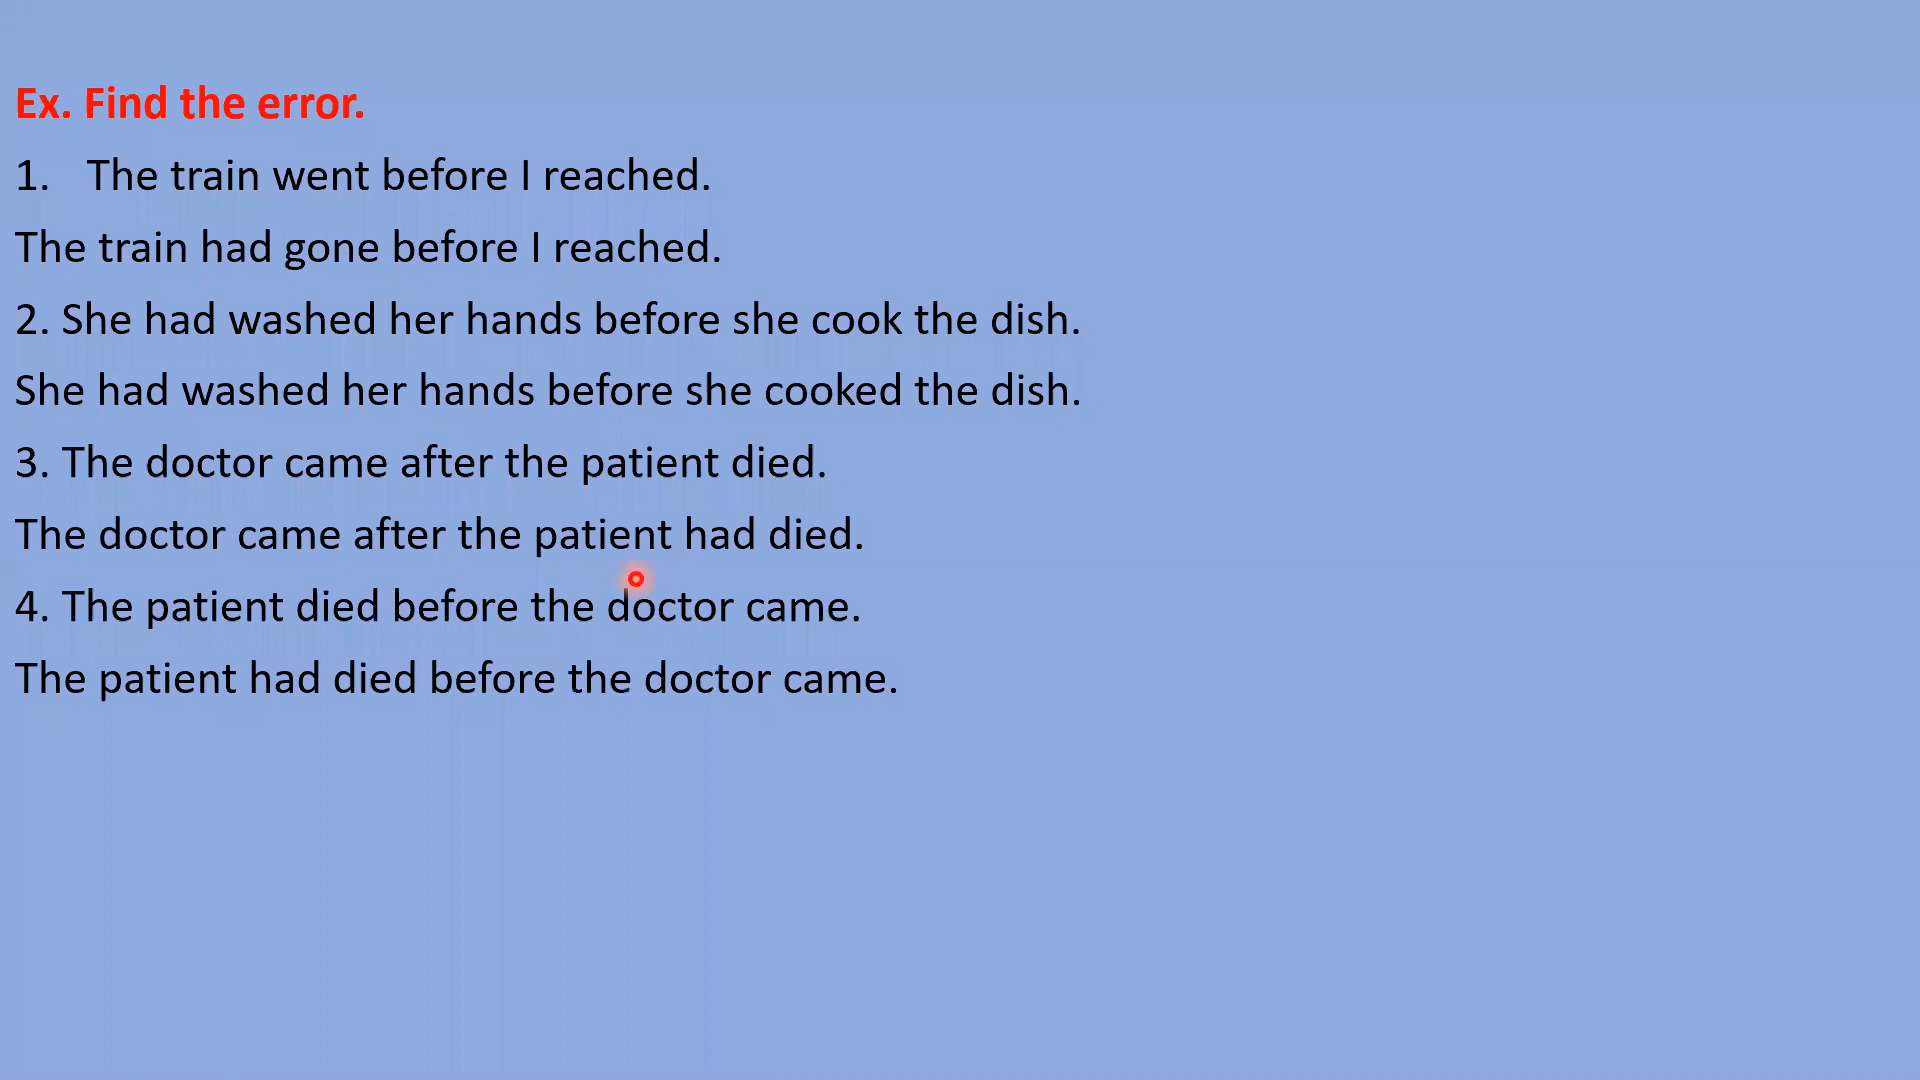 Ex. Find the error.
1. The train went before I reached.
The train had gone before I reached.
2. She had washed her hands before she cook the dish.
She had washed her hands before she cooked the dish.
3. The doctor came after the patient died.
The doctor came after the patient had died.
4. The patient died before the doctor came.
The patient had died before the doctor came.